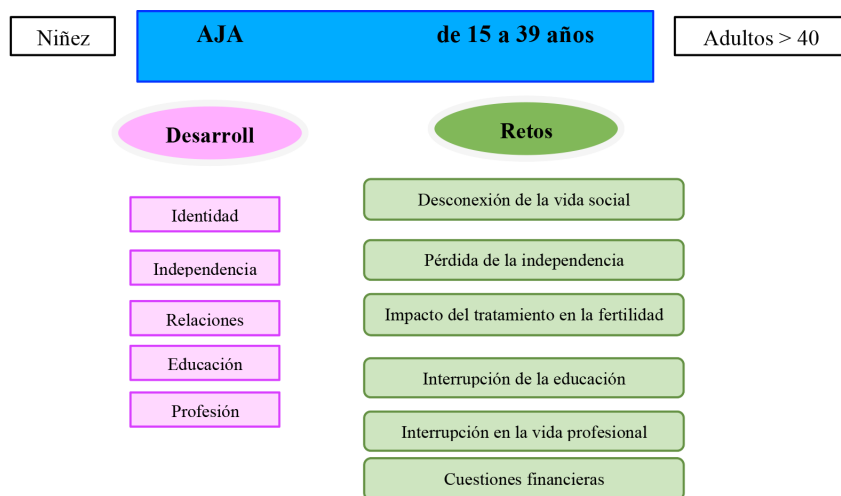 Niñez
AJA de 15 a 39 años
Adultos > 40
Desarroll
Retos
Identidad
Independencia
Relaciones
Educación
Profesión
Desconexión de la vida social
Pérdida de la independencia
Impacto del tratamiento en la fertilidad
Interrupción de la educación
Interrupción en la vida profesional
Cuestiones financieras